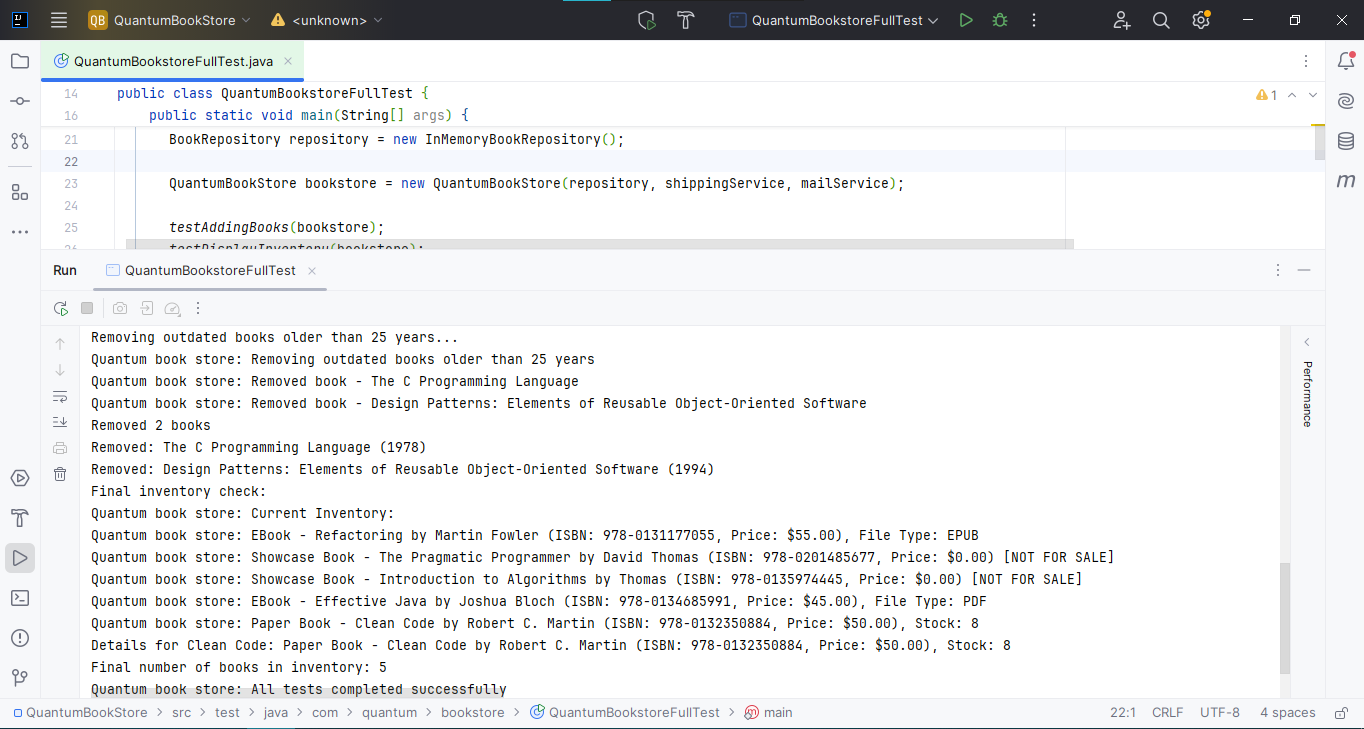 QB QuantumBookStore <unknown> QuantumBookstoreFullTest
QuantumBookstoreFullTest.java
14 public class QuantumBookstoreFullTest {
1
16 public static void main(String[] args) {
21 BookRepository repository = new InMemoryBookRepository();
22
23 QuantumBookStore bookstore = new QuantumBookStore(repository, shippingService, mailService);
24
25 testAddingBooks(bookstore);
26 testDisplayInventory(bookstore);
Run QuantumBookstoreFullTest
Removing outdated books older than 25 years...
Quantum book store: Removing outdated books older than 25 years
Quantum book store: Removed book - The C Programming Language
Quantum book store: Removed book - Design Patterns: Elements of Reusable Object-Oriented Software
Removed 2 books
Removed: The C Programming Language (1978)
Removed: Design Patterns: Elements of Reusable Object-Oriented Software (1994)
Final inventory check:
Quantum book store: Current Inventory:
Quantum book store: EBook - Refactoring by Martin Fowler (ISBN: 978-0131177055, Price: $55.00), File Type: EPUB
Quantum book store: Showcase Book - The Pragmatic Programmer by David Thomas (ISBN: 978-0201485677, Price: $0.00) [NOT FOR SALE]
Quantum book store: Showcase Book - Introduction to Algorithms by Thomas (ISBN: 978-0135974445, Price: $0.00) [NOT FOR SALE]
Quantum book store: EBook - Effective Java by Joshua Bloch (ISBN: 978-0134685991, Price: $45.00), File Type: PDF
Quantum book store: Paper Book - Clean Code by Robert C. Martin (ISBN: 978-0132350884, Price: $50.00), Stock: 8
Details for Clean Code: Paper Book - Clean Code by Robert C. Martin (ISBN: 978-0132350884, Price: $50.00), Stock: 8
Final number of books in inventory: 5
Quantum book store: All tests completed successfully
Performance
QuantumBookStore > src > test > java > com > quantum > bookstore > QuantumBookstoreFullTest > main 22:1 CRLF UTF-8 4 spaces